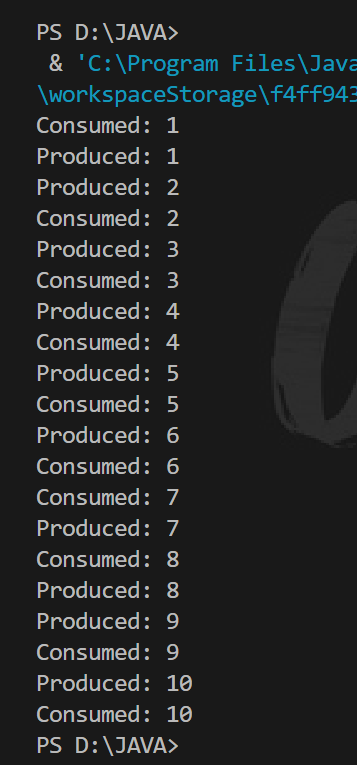 PS D:\JAVA>
& 'C:\Program Files\Java
\workspaceStorage\f4ff943
Consumed: 1
Produced: 1
Produced: 2
Consumed: 2
Produced: 3
Consumed: 3
Produced: 4
Consumed: 4
Produced: 5
Consumed: 5
Produced: 6
Consumed: 6
Consumed: 7
Produced: 7
Consumed: 8
Produced: 8
Produced: 9
Consumed: 9
Produced: 10
Consumed: 10
PS D:\JAVA>